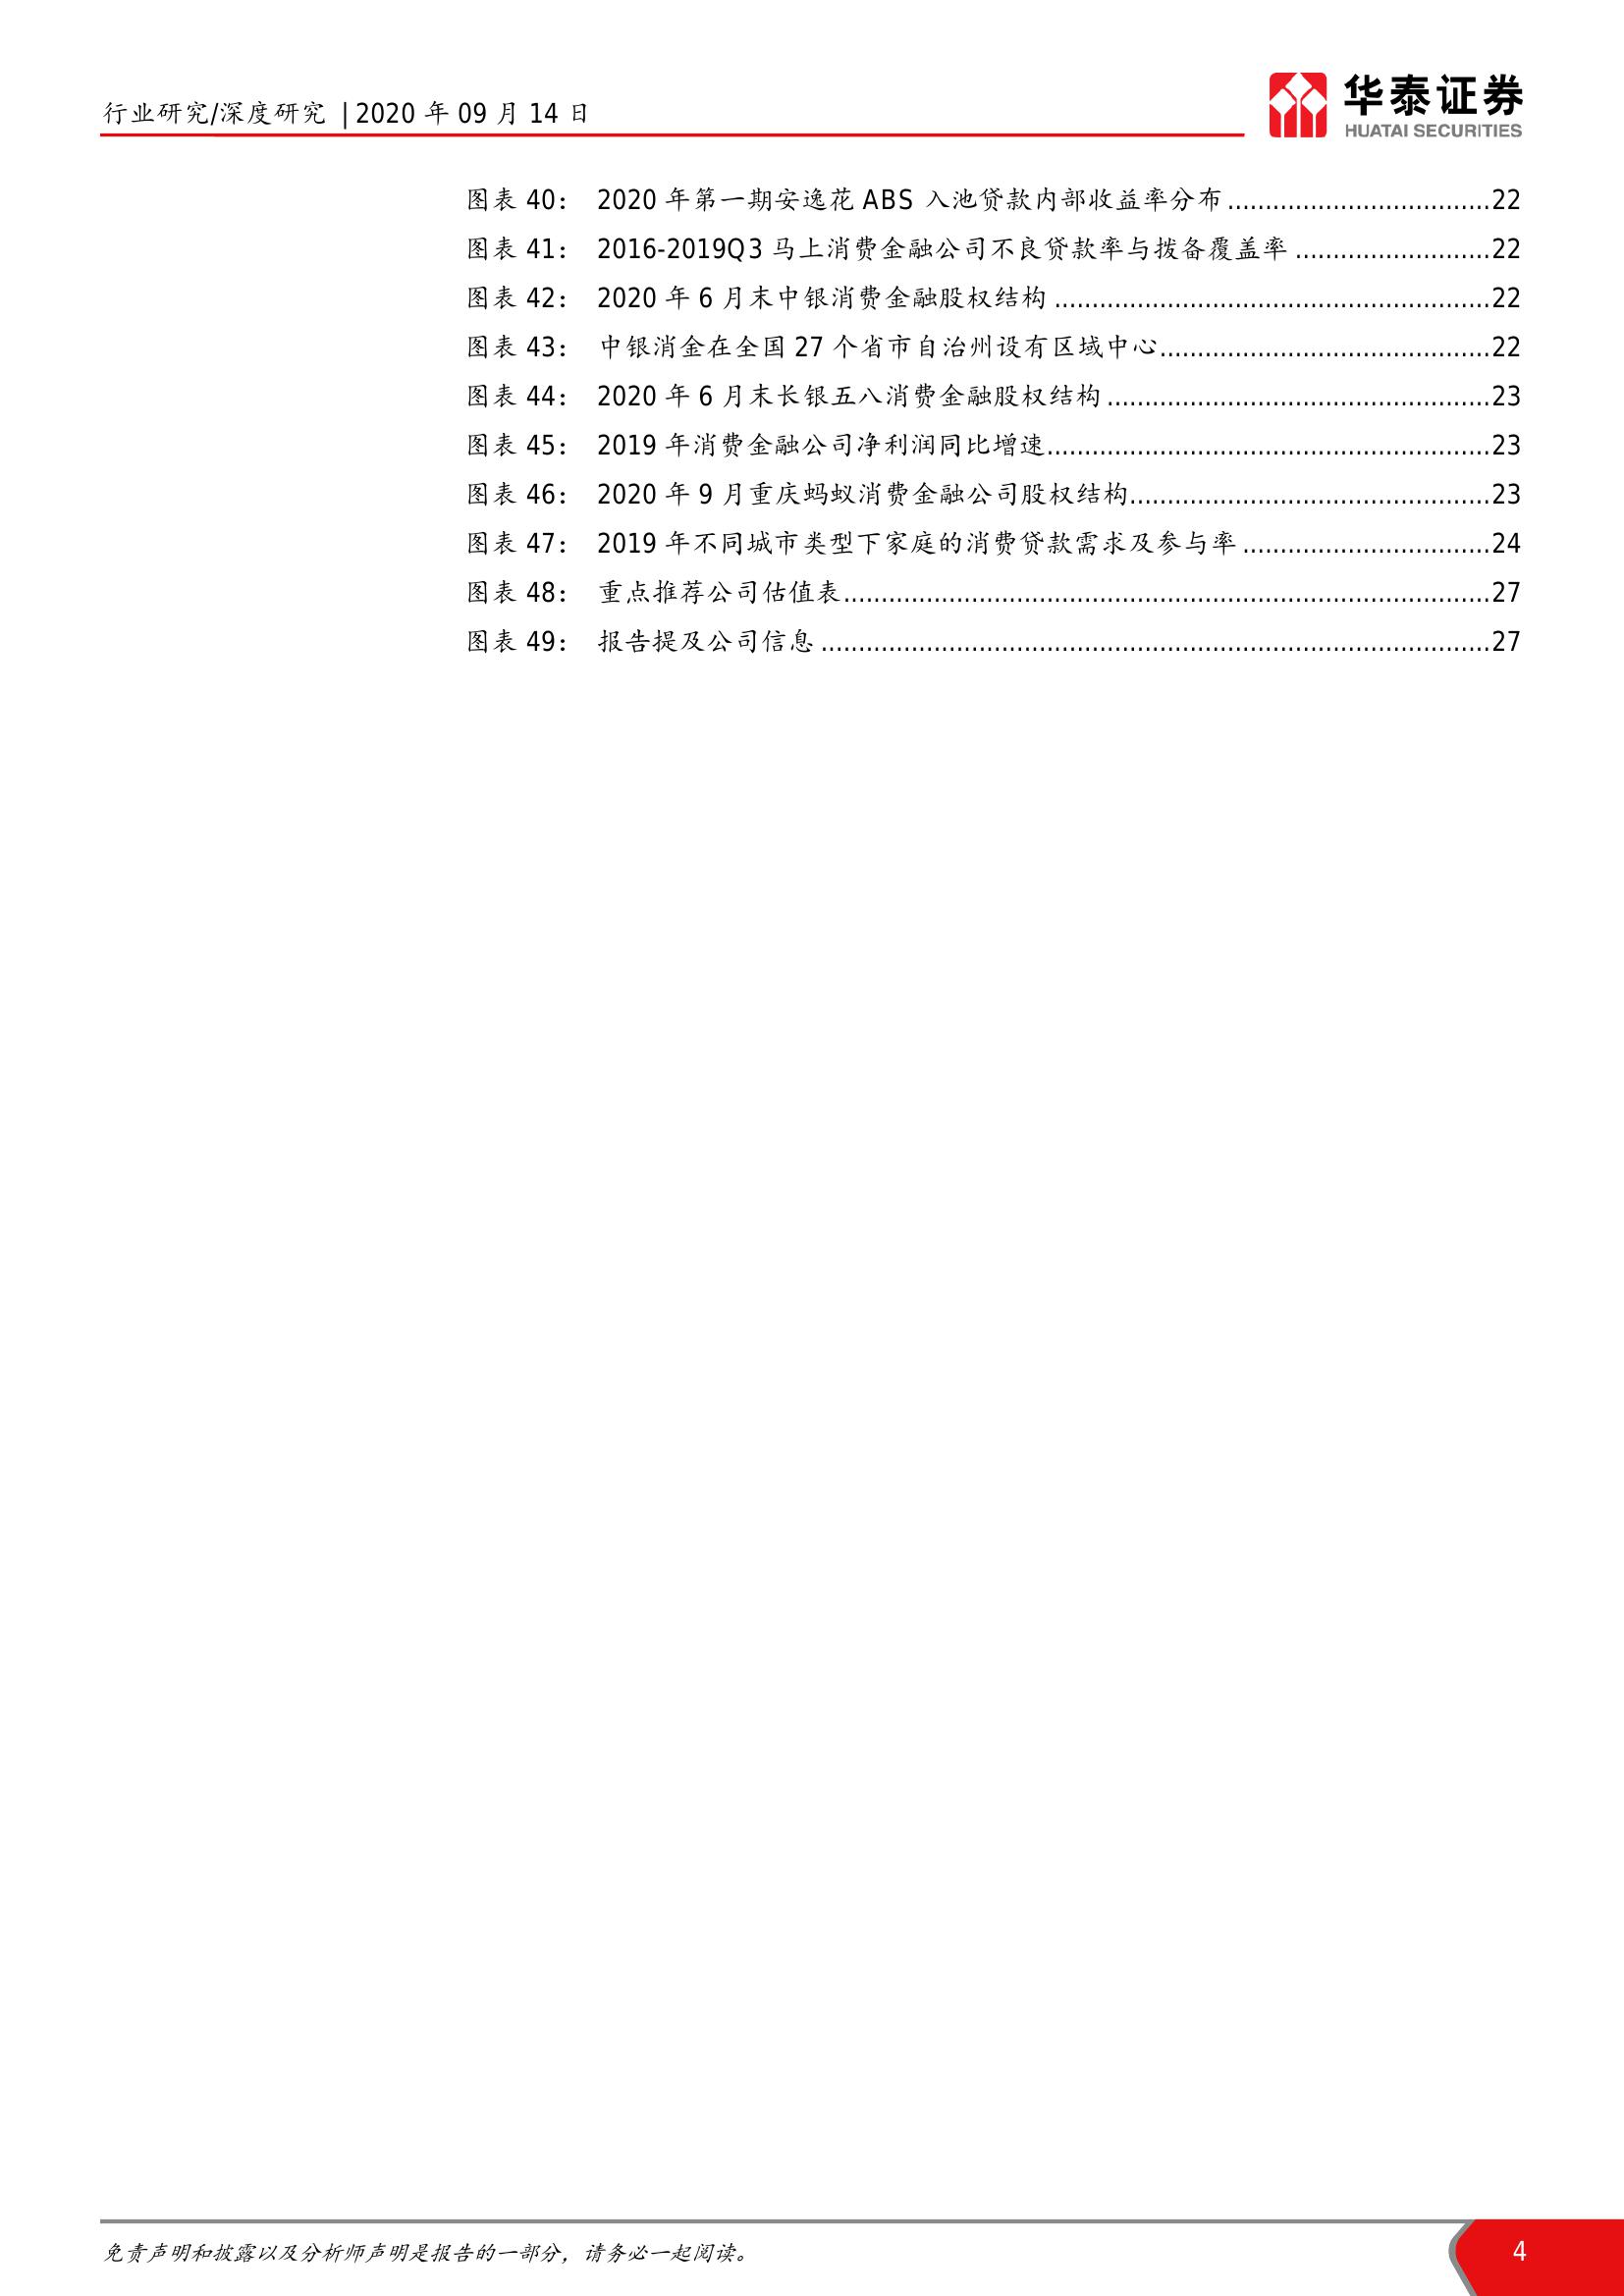 行业研究/深度研究 | 2020 年 09 月 14 日
华泰证券
HUATAI SECURITIES
图表 40： 2020 年第一期安逸花 ABS 入池贷款内部收益率分布...................................22
图表 41： 2016-2019Q3 马上消费金融公司不良贷款率与拨备覆盖率..........................22
图表 42： 2020 年 6 月末中银消费金融股权结构..........................................................22
图表 43： 中银消金在全国 27 个省市自治州设有区域中心............................................22
图表 44： 2020 年 6 月末长银五八消费金融股权结构...................................................23
图表 45： 2019 年消费金融公司净利润同比增速...........................................................23
图表 46： 2020 年 9 月重庆蚂蚁消费金融公司股权结构................................................23
图表 47： 2019 年不同城市类型下家庭的消费贷款需求及参与率.................................24
图表 48： 重点推荐公司估值表......................................................................................27
图表 49： 报告提及公司信息.........................................................................................27
免责声明和披露以及分析师声明是报告的一部分，请务必一起阅读。
4